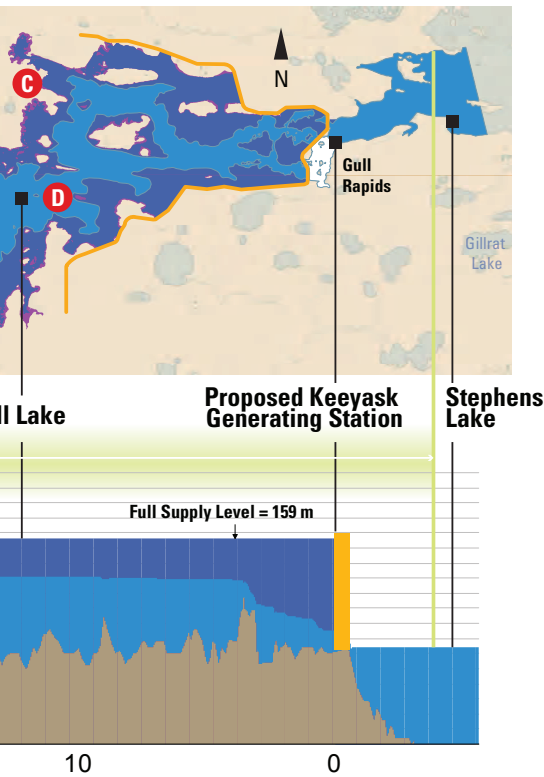 C
N
Gull
Rapids
D
Gillrat
Lake
ll Lake
Proposed Keeyask
Generating Station
Stephens
Lake
Full Supply Level = 159 m
10
0